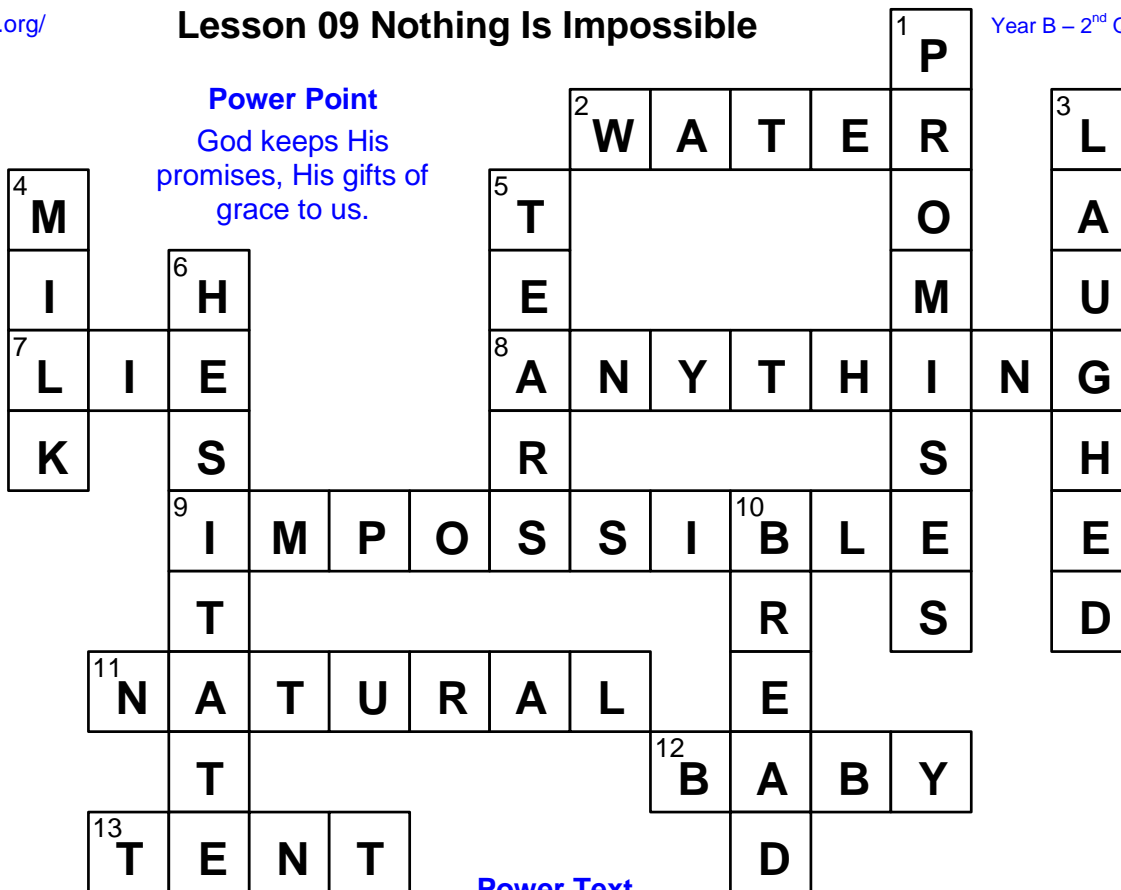 .org/
Lesson 09 Nothing Is Impossible
Year B – 2nd
1
P
Power Point
2 W A T E R
3 L
God keeps His
promises, His gifts of
grace to us.
4 M
5 T
O
A
I
6 H
E
M
U
7 L I E
8 A N Y T H I N G
K
S
R
S
H
9 I M P O S S I 10 B L E
E
T
R
S
D
11 N A T U R A L
E
T
12 B A B Y
13 T E N T
D
Power Text